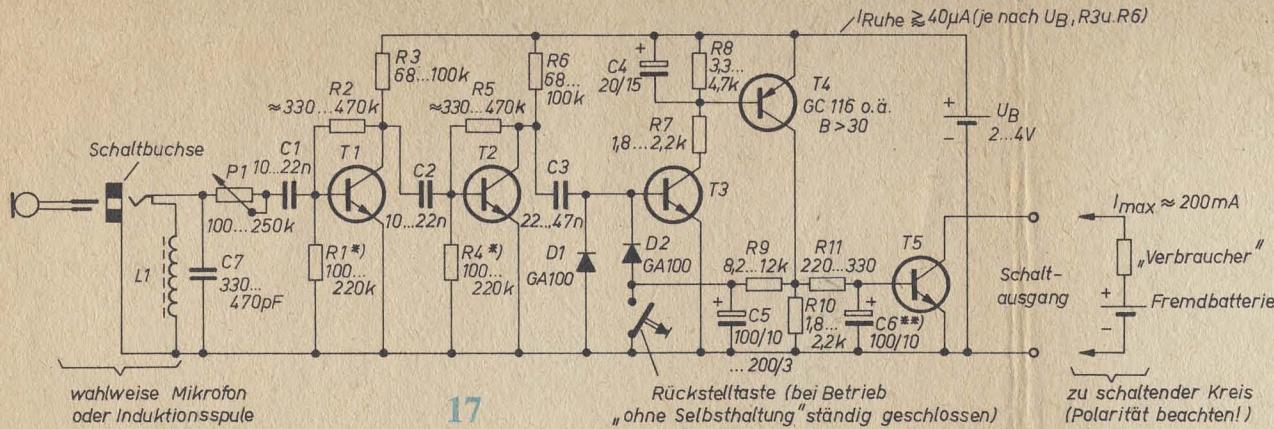 I Ruhe ≧ 40µA (je nach U_B, R3 u. R6)
R3
68...100k
R2
≈330...470k
R6
68...
100k
R5
≈330...470k
C4
20/15
+
R8
3,3...
4,7k
T4
GC 116 o.ä.
B>30
+
-
U_B
2...4V
R7
1,8...2,2k
Schaltbuchse
P1
100...250k
C1
10...22n
T1
C2
10...22n
T2
C3
22...47n
T3
L1
C7
330...
470pF
R1*)
100...
220k
R4*)
100...
220k
D1
GA100
D2
GA100
R9
8,2...12k
R11
220...330
T5
+
C5
100/10
...200/3
R10
1,8...
2,2k
+
C6**)
100/10
Schalt-
ausgang
I max ≈ 200mA
„Verbraucher"
+
-
Fremdbatterie
wahlweise Mikrofon
oder Induktionsspule
17
Rückstelltaste (bei Betrieb
„ohne Selbsthaltung" ständig geschlossen)
zu schaltender Kreis
(Polarität beachten!)